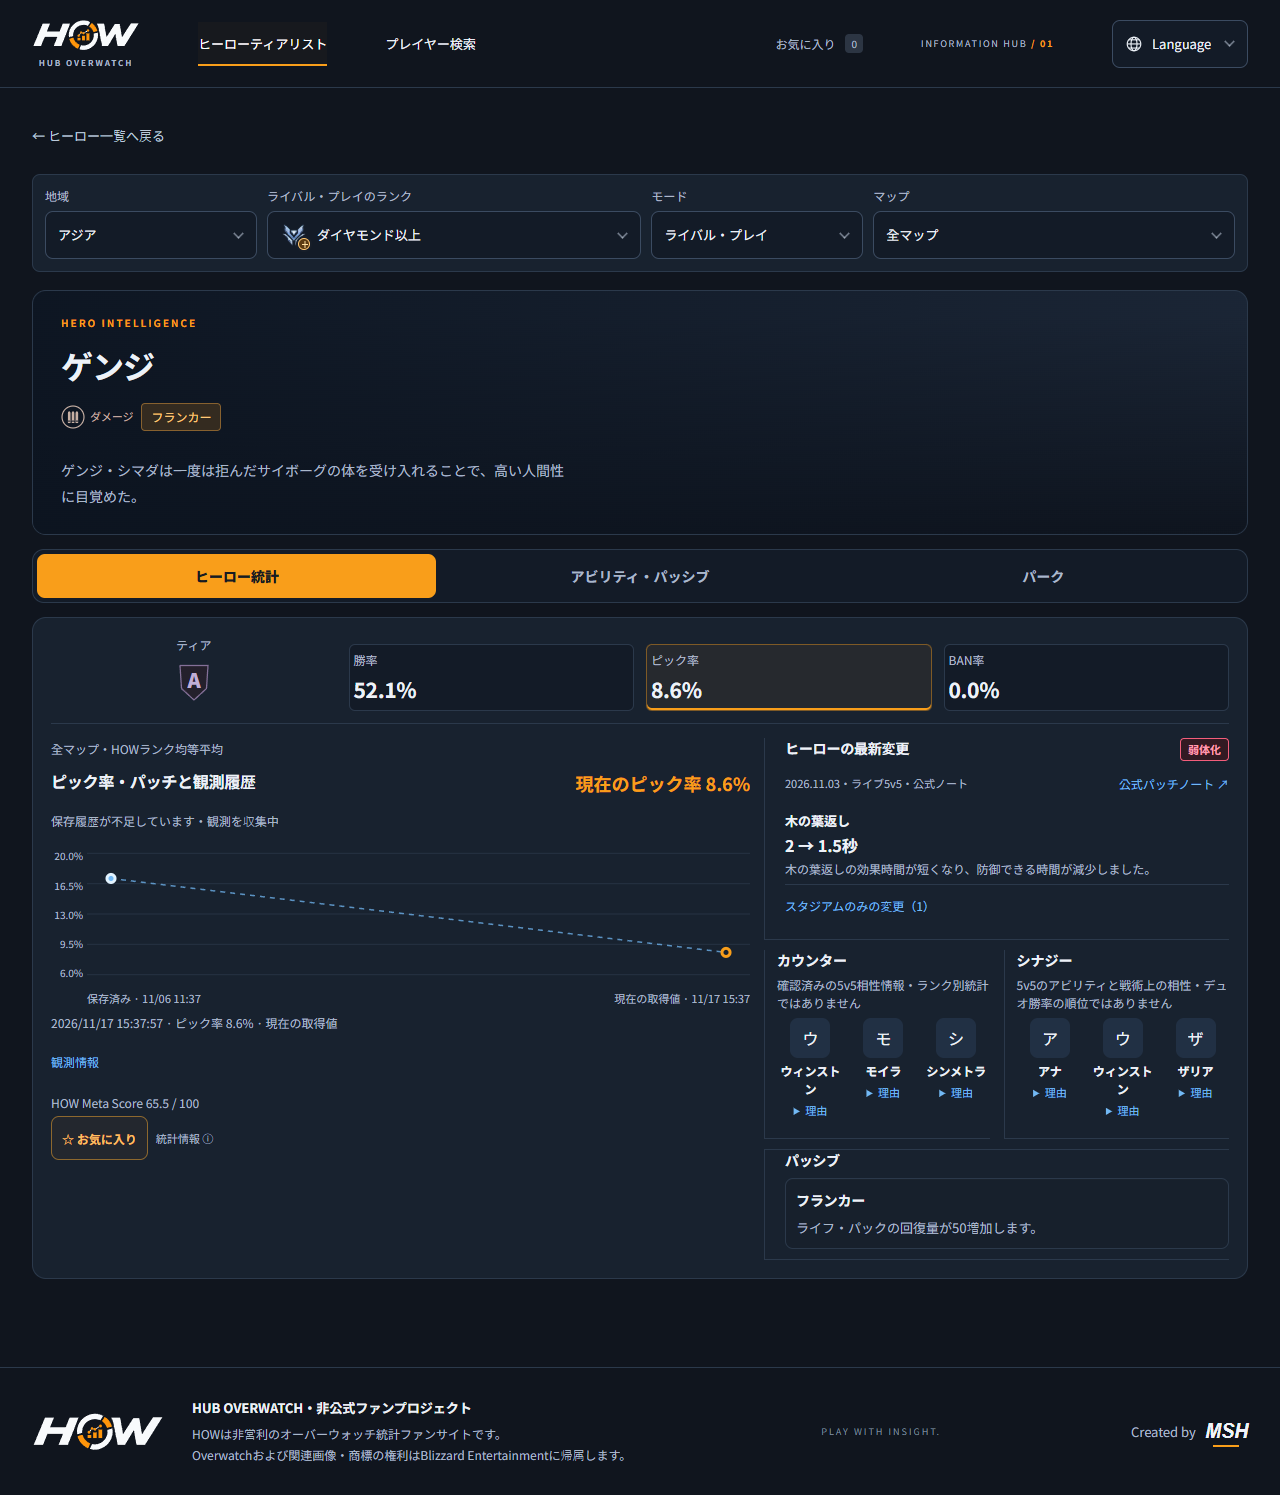 HOW
HUB OVERWATCH
ヒーローティアリスト
プレイヤー検索
お気に入り 0
INFORMATION HUB / 01
Language
← ヒーロー一覧へ戻る
地域
ライバル・プレイのランク
モード
マップ
アジア
ダイヤモンド以上
ライバル・プレイ
全マップ
HERO INTELLIGENCE
ゲンジ
ダメージ
フランカー
ゲンジ・シマダは一度は拒んだサイボーグの体を受け入れることで、高い人間性
に目覚めた。
ヒーロー統計
アビリティ・パッシブ
パーク
ティア
A
勝率
52.1%
ピック率
8.6%
BAN率
0.0%
全マップ・HOWランク均等平均
ピック率・パッチと観測履歴
現在のピック率 8.6%
保存履歴が不足しています・観測を収集中
20.0%
16.5%
13.0%
9.5%
6.0%
保存済み · 11/06 11:37
現在の取得値 · 11/17 15:37
2026/11/17 15:37:57 · ピック率 8.6% · 現在の取得値
観測情報
HOW Meta Score 65.5 / 100
☆ お気に入り
統計情報 ⓘ
ヒーローの最新変更
弱体化
2026.11.03・ライブ5v5・公式ノート
公式パッチノート ↗
木の葉返し
2 → 1.5秒
木の葉返しの効果時間が短くなり、防御できる時間が減少しました。
スタジアムのみの変更（1）
カウンター
確認済みの5v5相性情報・ランク別統計
ではありません
ウ
モ
シ
ウィンスト
ン
モイラ
シンメトラ
▶ 理由
▶ 理由
▶ 理由
シナジー
5v5のアビリティと戦術上の相性・デュ
オ勝率の順位ではありません
ア
ウ
ザ
アナ
ウィンスト
ン
ザリア
▶ 理由
▶ 理由
▶ 理由
パッシブ
フランカー
ライフ・パックの回復量が50増加します。
HOW
HUB OVERWATCH・非公式ファンプロジェクト
HOWは非営利のオーバーウォッチ統計ファンサイトです。
Overwatchおよび関連画像・商標の権利はBlizzard Entertainmentに帰属します。
PLAY WITH INSIGHT.
Created by MSH